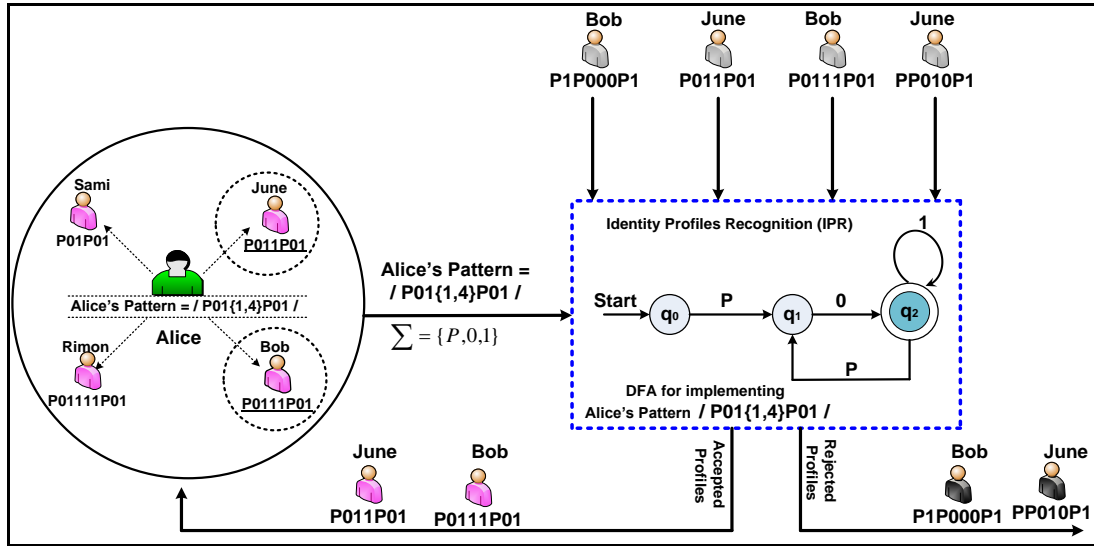 Bob
P1P000P1
June
P011P01
Bob
P0111P01
June
PP010P1
Sami
P01P01
June
P011P01
Alice's Pattern = / P01{1,4}P01 /
Alice
Rimon
P01111P01
Bob
P0111P01
Alice's Pattern =
/ P01{1,4}P01 /
∑ = {P,0,1}
Identity Profiles Recognition (IPR)
1
Start
q0
P
q1
0
q2
P
DFA for implementing
Alice's Pattern / P01{1,4}P01 /
Accepted
Profiles
Rejected
Profiles
June
P011P01
Bob
P0111P01
Bob
P1P000P1
June
PP010P1